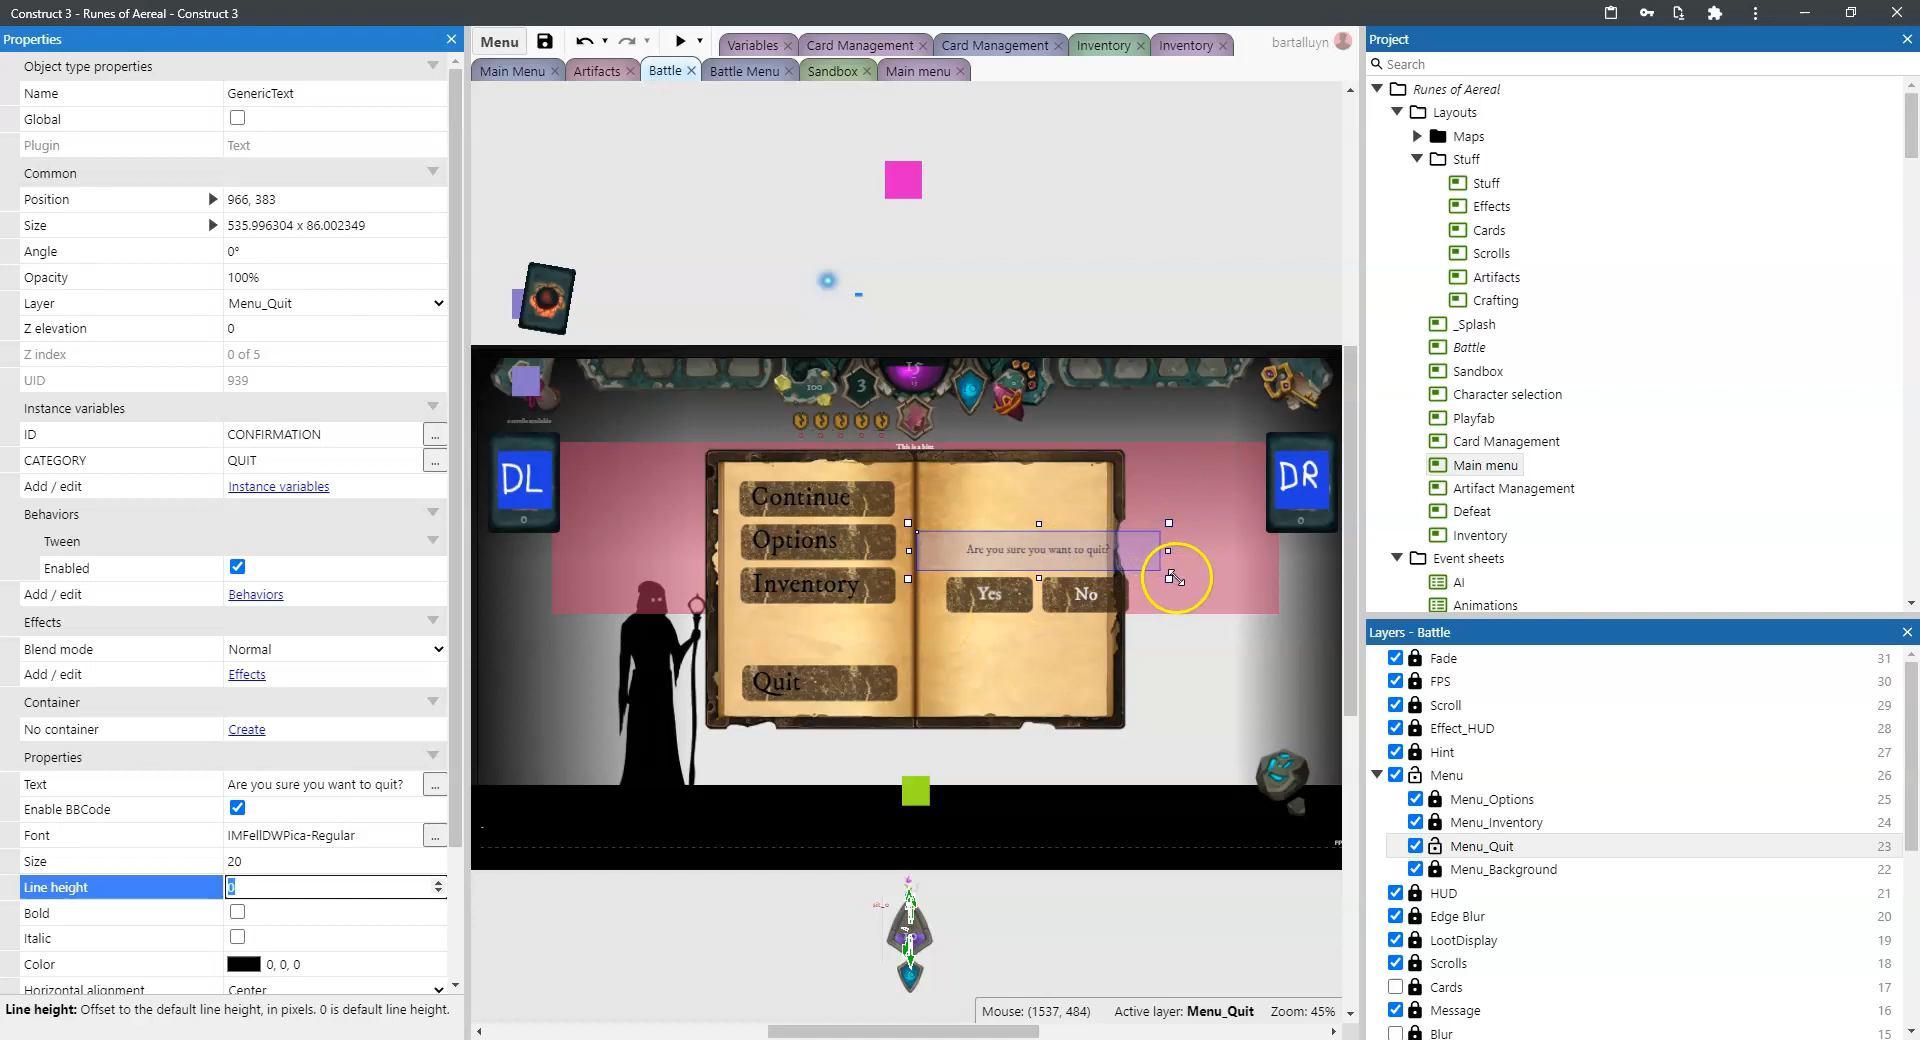 Construct 3 - Runes of Aereal - Construct 3
Properties
Object type properties
Name GenericText
Global
Plugin Text
Common
Position 966, 383
Size 535.996304 x 86.002349
Angle 0°
Opacity 100%
Layer Menu_Quit
Z elevation 0
Z index 0 of 5
UID 939
Instance variables
ID CONFIRMATION ...
CATEGORY QUIT ...
Add / edit Instance variables
Behaviors
Tween
Enabled
Add / edit Behaviors
Effects
Blend mode Normal
Add / edit Effects
Container
No container Create
Properties
Text Are you sure you want to quit? ...
Enable BBCode
Font IMFellDWPica-Regular ...
Size 20
Line height 0
Bold
Italic
Color 0, 0, 0
Horizontal alignment Center
Line height: Offset to the default line height, in pixels. 0 is default line height.
Menu
Variables Card Management Card Management Inventory Inventory
bartalluyn
Main Menu Artifacts Battle Battle Menu Sandbox Main menu
100 3 15
15
This is a hint
DL
0
DR
0
Continue
Options
Inventory
Quit
Are you sure you want to quit?
Yes No
FP
Mouse: (1537, 484) Active layer: Menu_Quit Zoom: 45%
Project
Search
Runes of Aereal
Layouts
Maps
Stuff
Stuff
Effects
Cards
Scrolls
Artifacts
Crafting
_Splash
Battle
Sandbox
Character selection
Playfab
Card Management
Main menu
Artifact Management
Defeat
Inventory
Event sheets
AI
Animations
Layers - Battle
Fade 31
FPS 30
Scroll 29
Effect_HUD 28
Hint 27
Menu 26
Menu_Options 25
Menu_Inventory 24
Menu_Quit 23
Menu_Background 22
HUD 21
Edge Blur 20
LootDisplay 19
Scrolls 18
Cards 17
Message 16
Blur 15